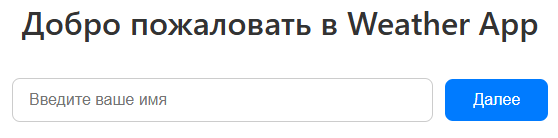 Добро пожаловать в Weather App
Введите ваше имя
Далее